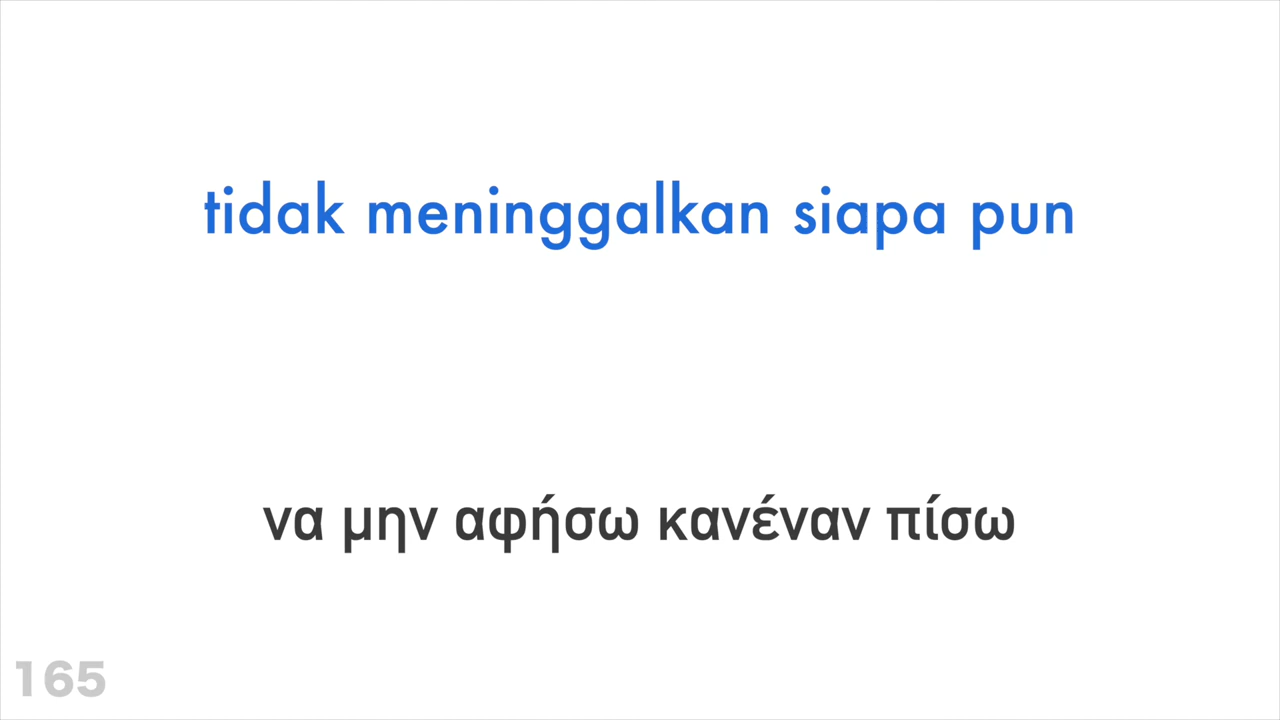 tidak meninggalkan siapa pun
να μην αφήσω κανέναν πίσω
165